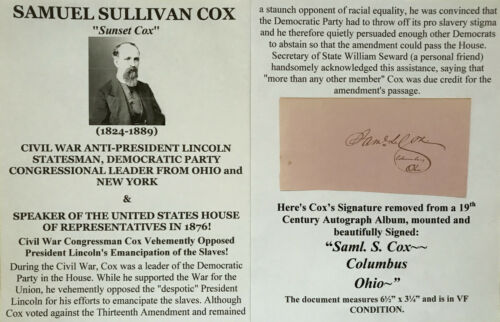 SAMUEL SULLIVAN COX
"Sunset Cox"
(1824-1889)
CIVIL WAR ANTI-PRESIDENT LINCOLN
STATESMAN, DEMOCRATIC PARTY
CONGRESSIONAL LEADER FROM OHIO and
NEW YORK
&
SPEAKER OF THE UNITED STATES HOUSE
OF REPRESENTATIVES IN 1876!
Civil War Congressman Cox Vehemently Opposed
President Lincoln's Emancipation of the Slaves!
During the Civil War, Cox was a leader of the Democratic
Party in the House. While he supported the War for the
Union, he vehemently opposed the "despotic" President
Lincoln for his efforts to emancipate the slaves. Although
Cox voted against the Thirteenth Amendment and remained
a staunch opponent of racial equality, he was convinced that
the Democratic Party had to throw off its pro slavery stigma
and he therefore quietly persuaded enough other Democrats
to abstain so that the amendment could pass the House.
Secretary of State William Seward (a personal friend)
handsomely acknowledged this assistance, saying that
"more than any other member" Cox was due credit for the
amendment's passage.
Saml S Cox
Columbus
Ohio
Here's Cox's Signature removed from a 19th
Century Autograph Album, mounted and
beautifully Signed:
"Saml. S. Cox~~
Columbus
Ohio~"
The document measures 6½" x 3¼" and is in VF
CONDITION.